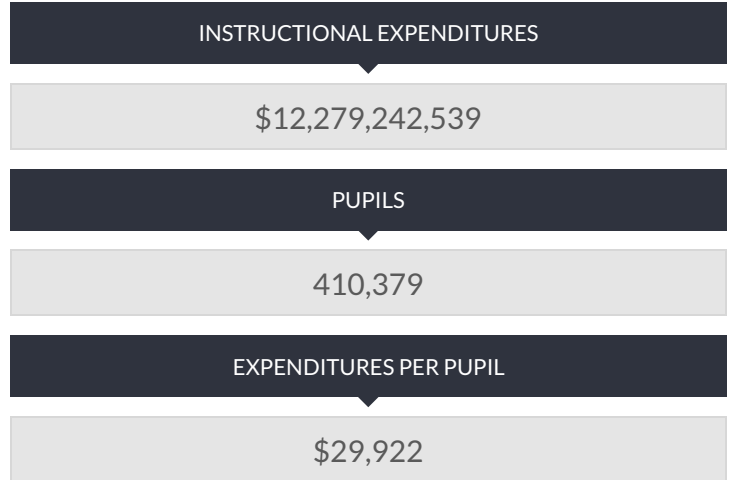 INSTRUCTIONAL EXPENDITURES
$12,279,242,539
PUPILS
410,379
EXPENDITURES PER PUPIL
$29,922